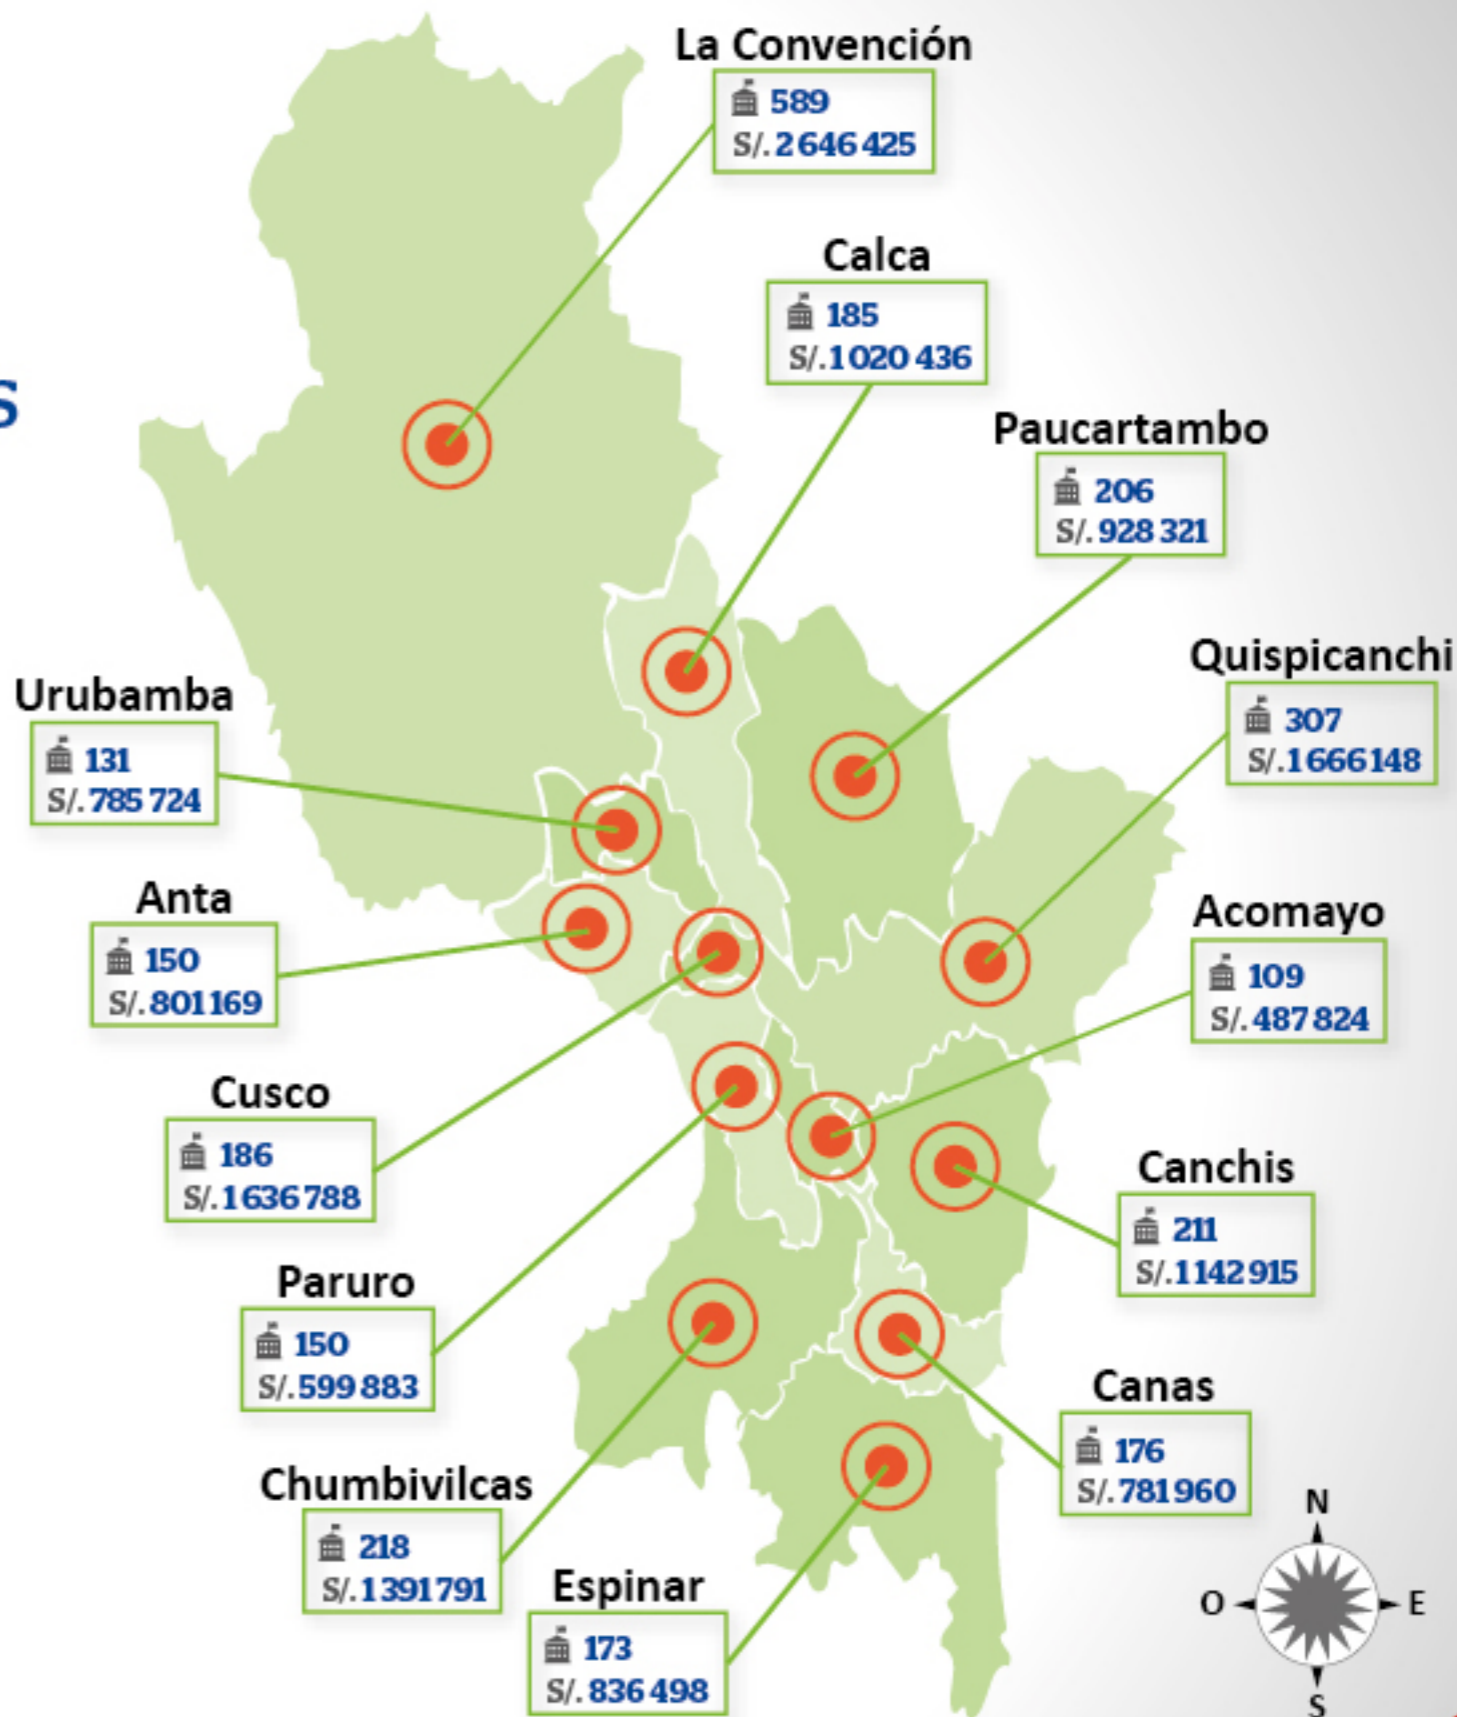 La Convención
589
S/. 2 646 425
Calca
185
S/. 1 020 436
S
Paucartambo
206
S/. 928 321
Quispicanchi
307
S/. 1 666 148
Urubamba
131
S/. 785 724
Anta
150
S/. 801 169
Acomayo
109
S/. 487 824
Cusco
186
S/. 1 636 788
Canchis
211
S/. 1 142 915
Paruro
150
S/. 599 883
Canas
176
S/. 781 960
Chumbivilcas
218
S/. 1 391 791
Espinar
173
S/. 836 498
N
O
E
S